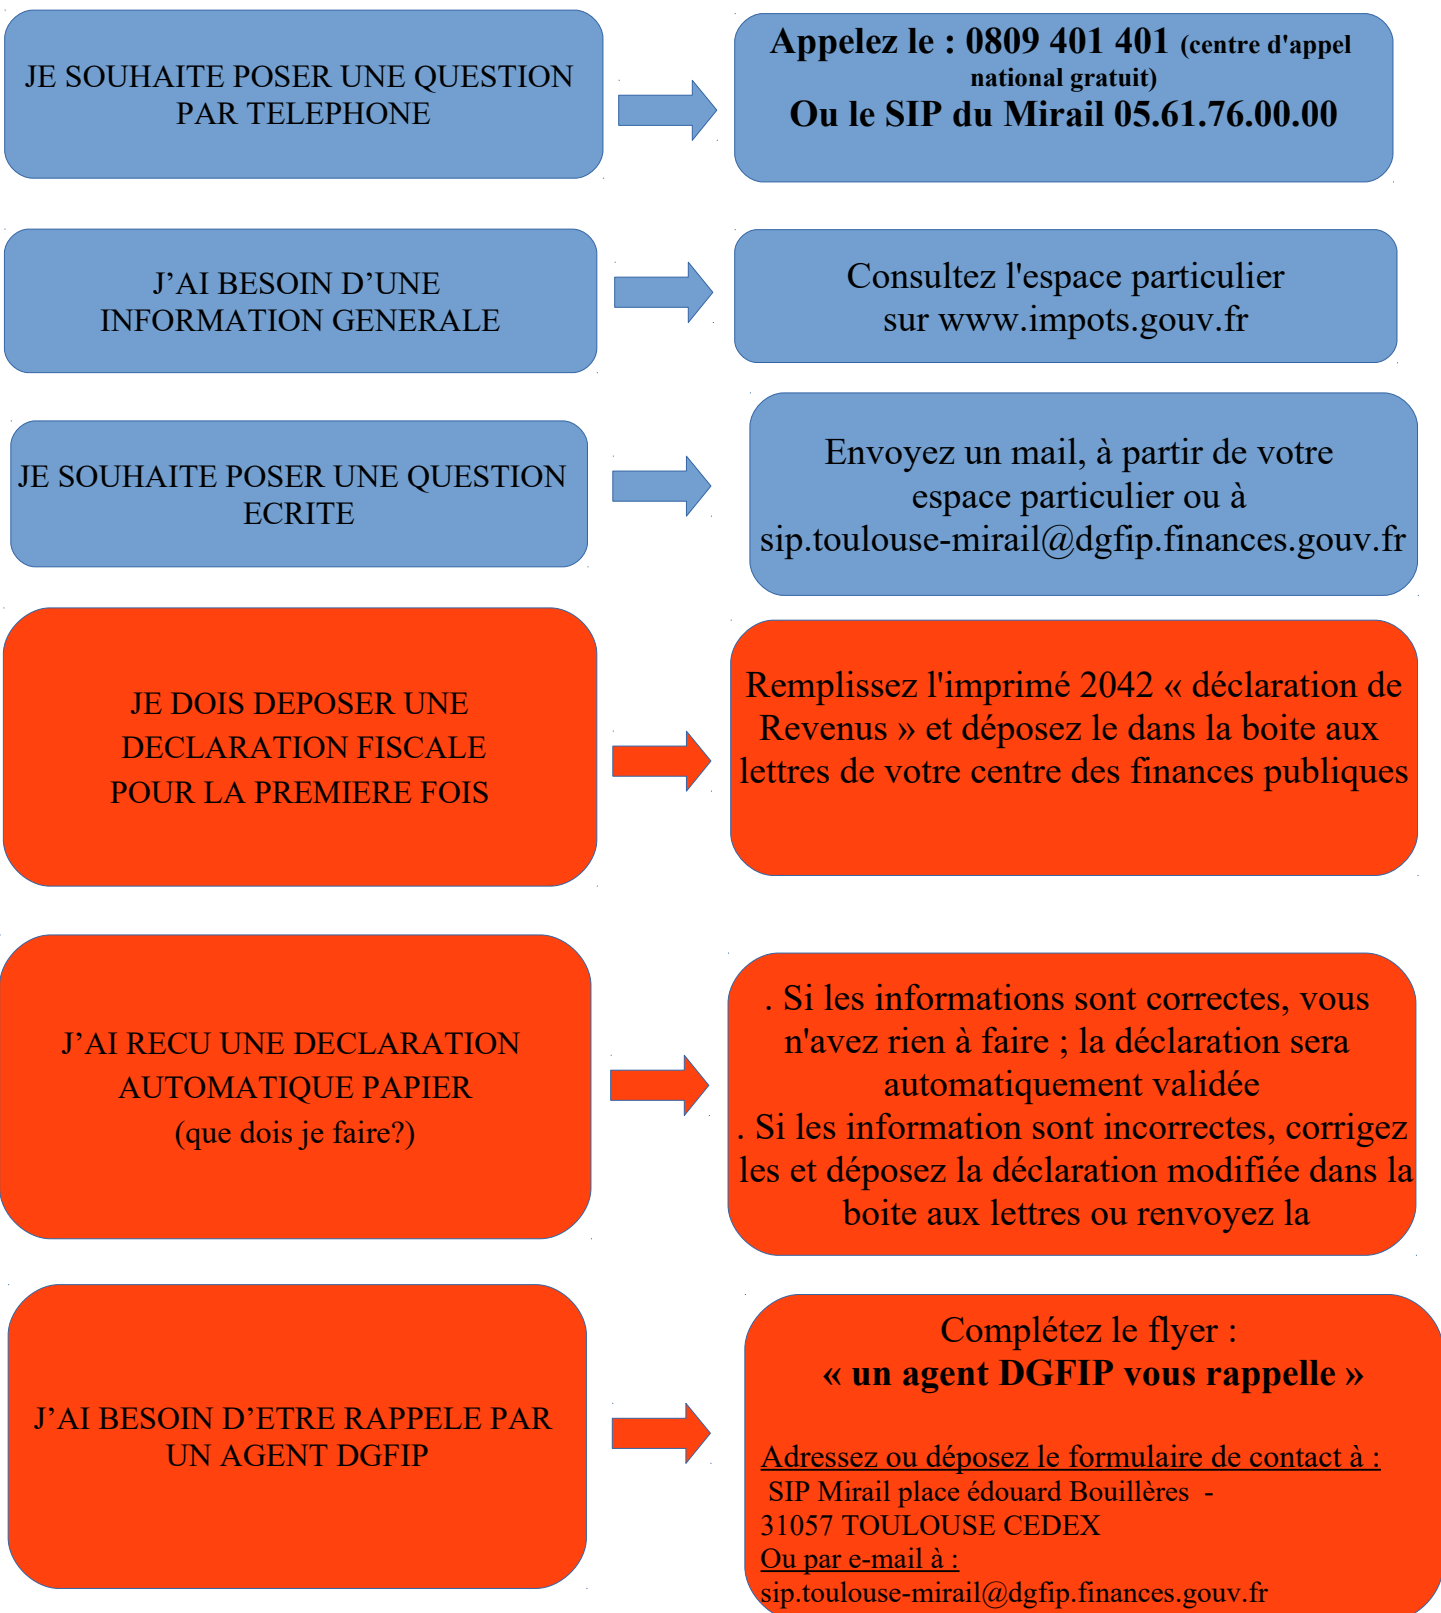 JE SOUHAITE POSER UNE QUESTION
PAR TELEPHONE
Appelez le : 0809 401 401 (centre d'appel
national gratuit)
Ou le SIP du Mirail 05.61.76.00.00
J’AI BESOIN D’UNE
INFORMATION GENERALE
Consultez l'espace particulier
sur www.impots.gouv.fr
JE SOUHAITE POSER UNE QUESTION
ECRITE
Envoyez un mail, à partir de votre
espace particulier ou à
sip.toulouse-mirail@dgfip.finances.gouv.fr
JE DOIS DEPOSER UNE
DECLARATION FISCALE
POUR LA PREMIERE FOIS
Remplissez l'imprimé 2042 « déclaration de
Revenus » et déposez le dans la boite aux
lettres de votre centre des finances publiques
J’AI RECU UNE DECLARATION
AUTOMATIQUE PAPIER
(que dois je faire?)
. Si les informations sont correctes, vous
n'avez rien à faire ; la déclaration sera
automatiquement validée
. Si les information sont incorrectes, corrigez
les et déposez la déclaration modifiée dans la
boite aux lettres ou renvoyez la
J’AI BESOIN D’ETRE RAPPELE PAR
UN AGENT DGFIP
Complétez le flyer :
« un agent DGFIP vous rappelle »
Adressez ou déposez le formulaire de contact à :
SIP Mirail place édouard Bouillères -
31057 TOULOUSE CEDEX
Ou par e-mail à :
sip.toulouse-mirail@dgfip.finances.gouv.fr